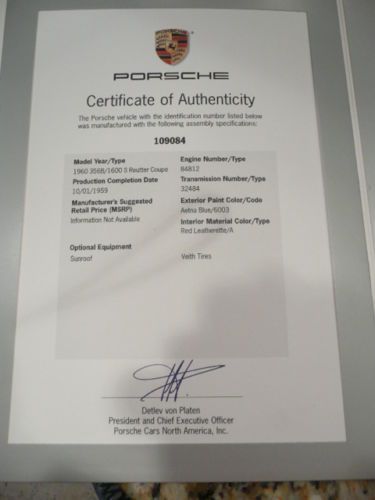 PORSCHE
Certificate of Authenticity
The Porsche vehicle with the identification number listed below
was manufactured with the following assembly specifications:
109084
Model Year/Type
1960 356B/1600 S Reutter Coupe
Production Completion Date
10/01/1959
Manufacturer's Suggested
Retail Price (MSRP)
Information Not Available
Engine Number/Type
84812
Transmission Number/Type
32484
Exterior Paint Color/Code
Aetna Blue/6003
Interior Material Color/Type
Red Leatherette/A
Optional Equipment
Sunroof
Veith Tires
Detlev von Platen
President and Chief Executive Officer
Porsche Cars North America, Inc.